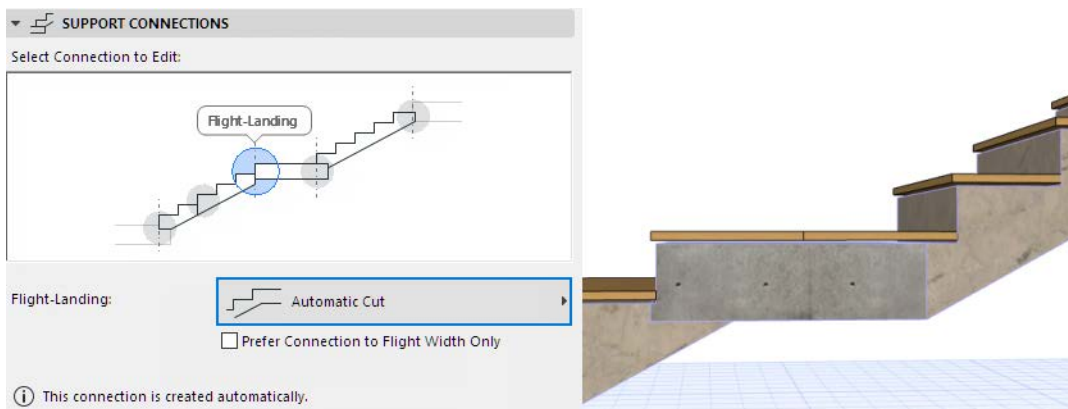 SUPPORT CONNECTIONS
Select Connection to Edit:
Flight-Landing
Flight-Landing:
Automatic Cut
Prefer Connection to Flight Width Only
This connection is created automatically.